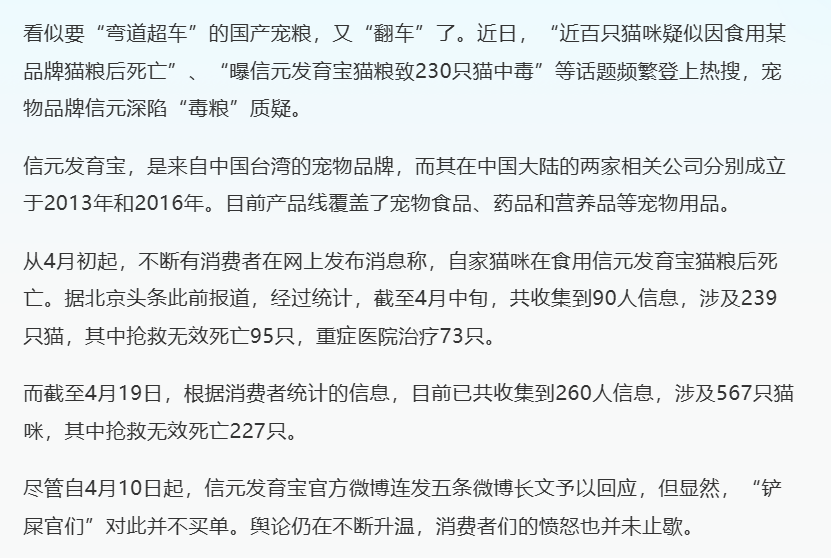 看似要“弯道超车”的国产宠粮，又“翻车”了。近日，“近百只猫咪疑似因食用某
品牌猫粮后死亡”、“曝信元发育宝猫粮致230只猫中毒”等话题频繁登上热搜，宠
物品牌信元深陷“毒粮”质疑。
信元发育宝，是来自中国台湾的宠物品牌，而其在中国大陆的两家相关公司分别成立
于2013年和2016年。目前产品线覆盖了宠物食品、药品和营养品等宠物用品。
从4月初起，不断有消费者在网上发布消息称，自家猫咪在食用信元发育宝猫粮后死
亡。据北京头条此前报道，经过统计，截至4月中旬，共收集到90人信息，涉及239
只猫，其中抢救无效死亡95只，重症医院治疗73只。
而截至4月19日，根据消费者统计的信息，目前已共收集到260人信息，涉及567只猫
咪，其中抢救无效死亡227只。
尽管自4月10日起，信元发育宝官方微博连发五条微博长文予以回应，但显然，“铲
屎官们”对此并不买单。舆论仍在不断升温，消费者们的愤怒也并未止歇。